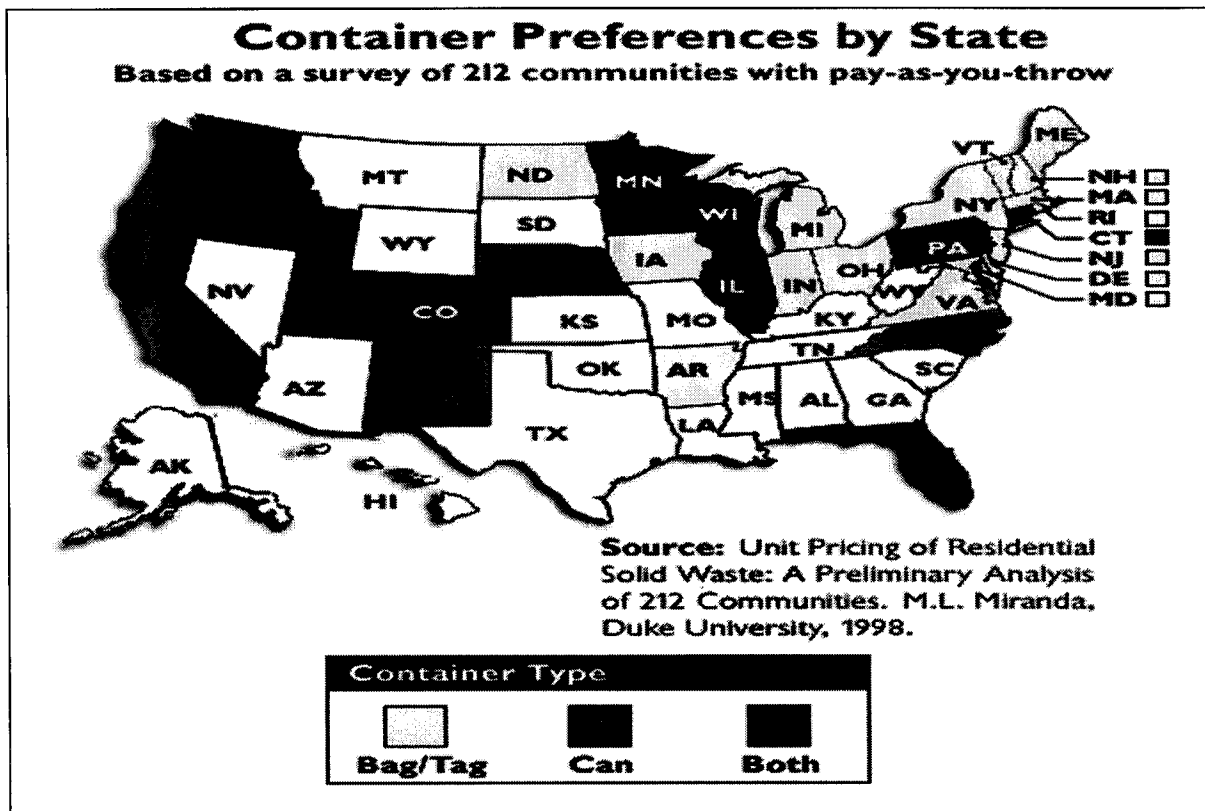 Container Preferences by State
Based on a survey of 212 communities with pay-as-you-throw
ME
VT
NH
MT
ND
MN
MA
NY
RI
WI
SD
MI
CT
WY
PA
NJ
IA
OH
DE
NV
IL
IN
WV
MD
VA
CO
KS
MO
KY
TN
OK
AR
SC
AZ
MS
AL
GA
TX
LA
AK
HI
Source: Unit Pricing of Residential
Solid Waste: A Preliminary Analysis
of 212 Communities. M.L. Miranda,
Duke University, 1998.
Container Type
Bag/Tag
Can
Both